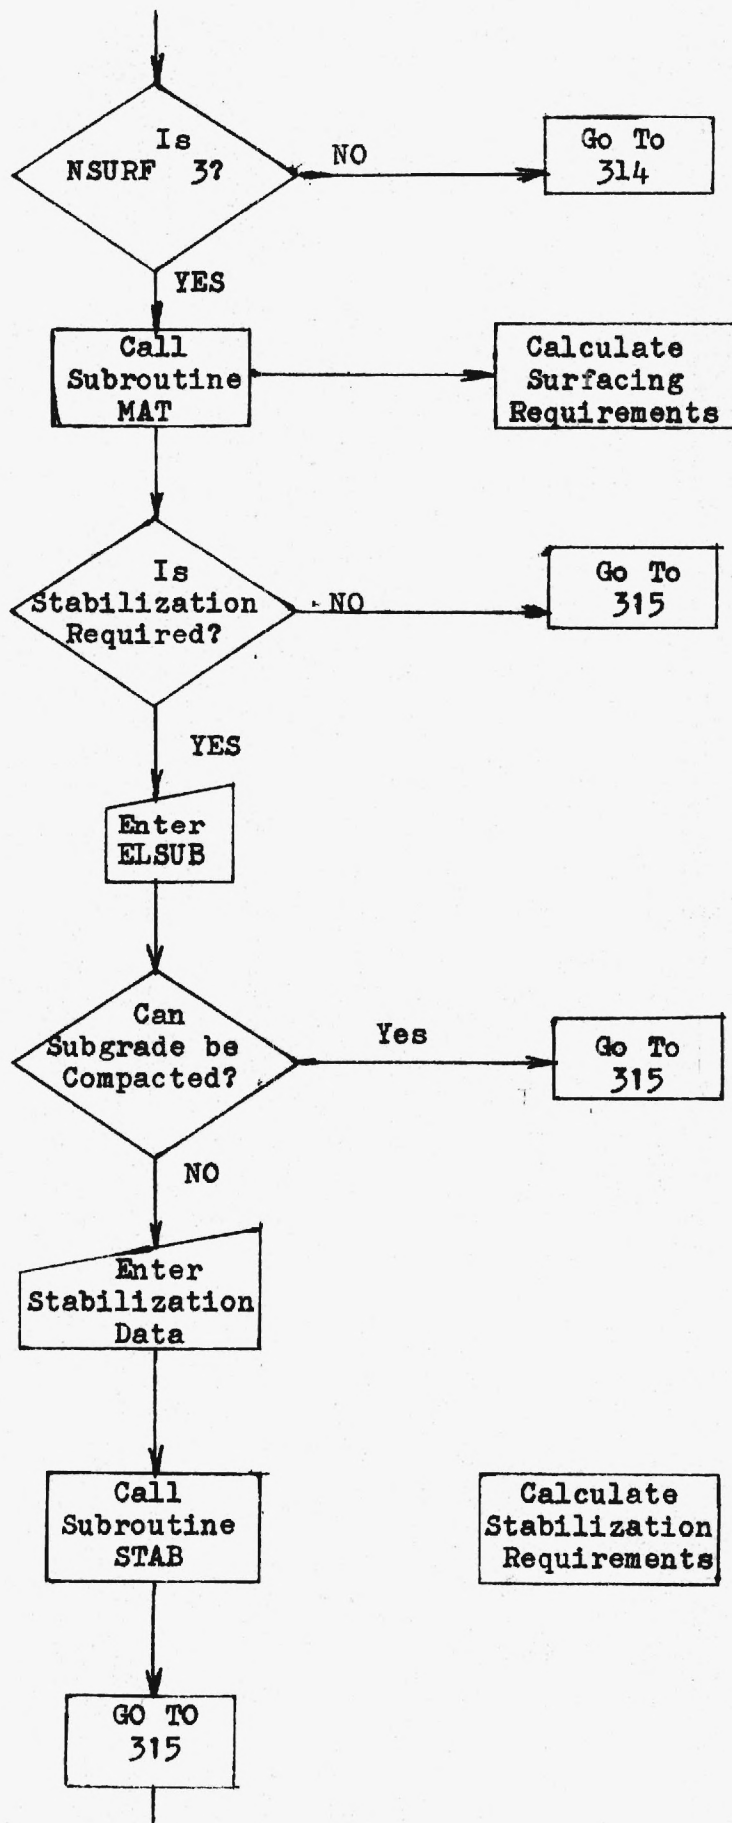 Is
NSURF 3?
NO
Go To
314
YES
Call
Subroutine
MAT
Calculate
Surfacing
Requirements
Is
Stabilization
Required?
NO
Go To
315
YES
Enter
ELSUB
Can
Subgrade be
Compacted?
Yes
Go To
315
NO
Enter
Stabilization
Data
Call
Subroutine
STAB
Calculate
Stabilization
Requirements
GO TO
315